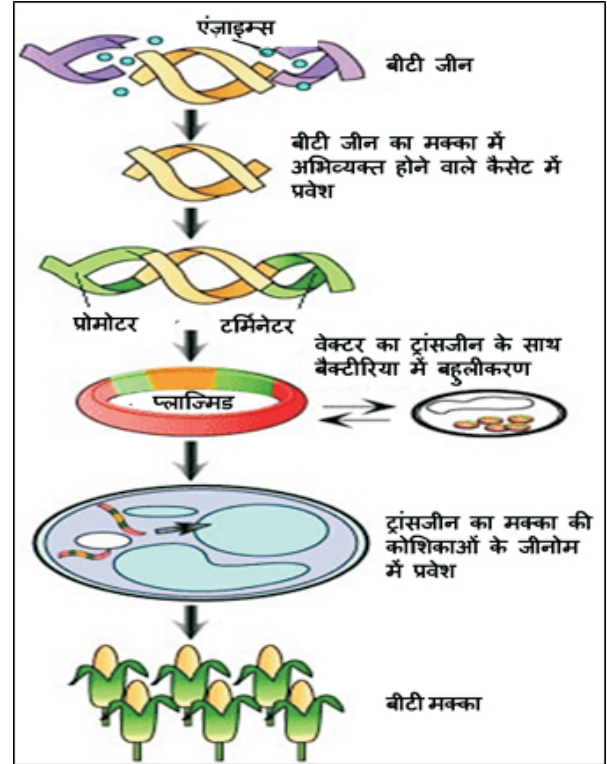 एंज़ाइम्स
बीटी जीन
बीटी जीन का मक्का में
अभिव्यक्त होने वाले कैसेट में
प्रवेश
प्रोमोटर
टर्मिनेटर
वेक्टर का ट्रांसजीन के साथ
बैक्टीरिया में बहुलीकरण
प्लाज्मिड
ट्रांसजीन का मक्का की
कोशिकाओं के जीनोम
में प्रवेश
बीटी मक्का